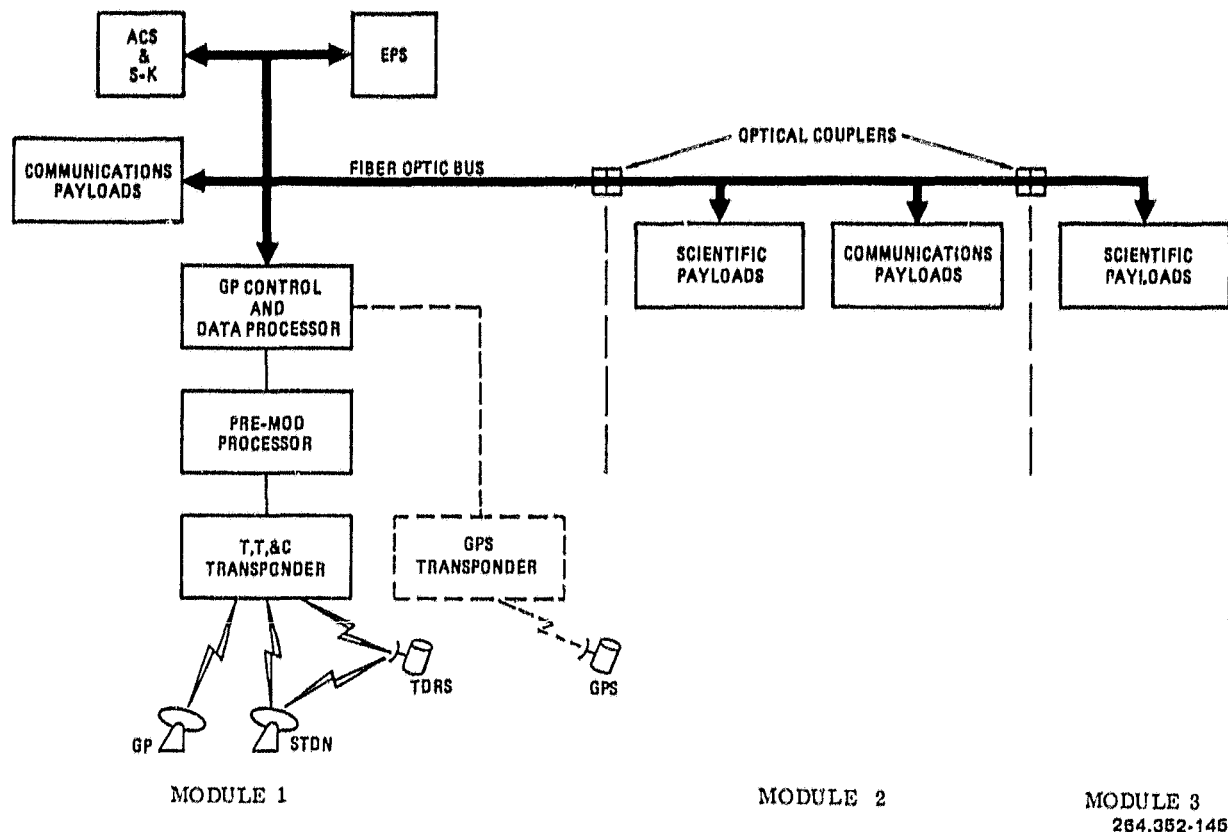 ACS
&
S-K
EPS
OPTICAL COUPLERS
COMMUNICATIONS
PAYLOADS
FIBER OPTIC BUS
SCIENTIFIC
PAYLOADS
COMMUNICATIONS
PAYLOADS
SCIENTIFIC
PAYLOADS
GP CONTROL
AND
DATA PROCESSOR
PRE-MOD
PROCESSOR
T,T,&C
TRANSPONDER
GPS
TRANSPONDER
TDRS
GPS
GP
STDN
MODULE 1
MODULE 2
MODULE 3
264.352-145